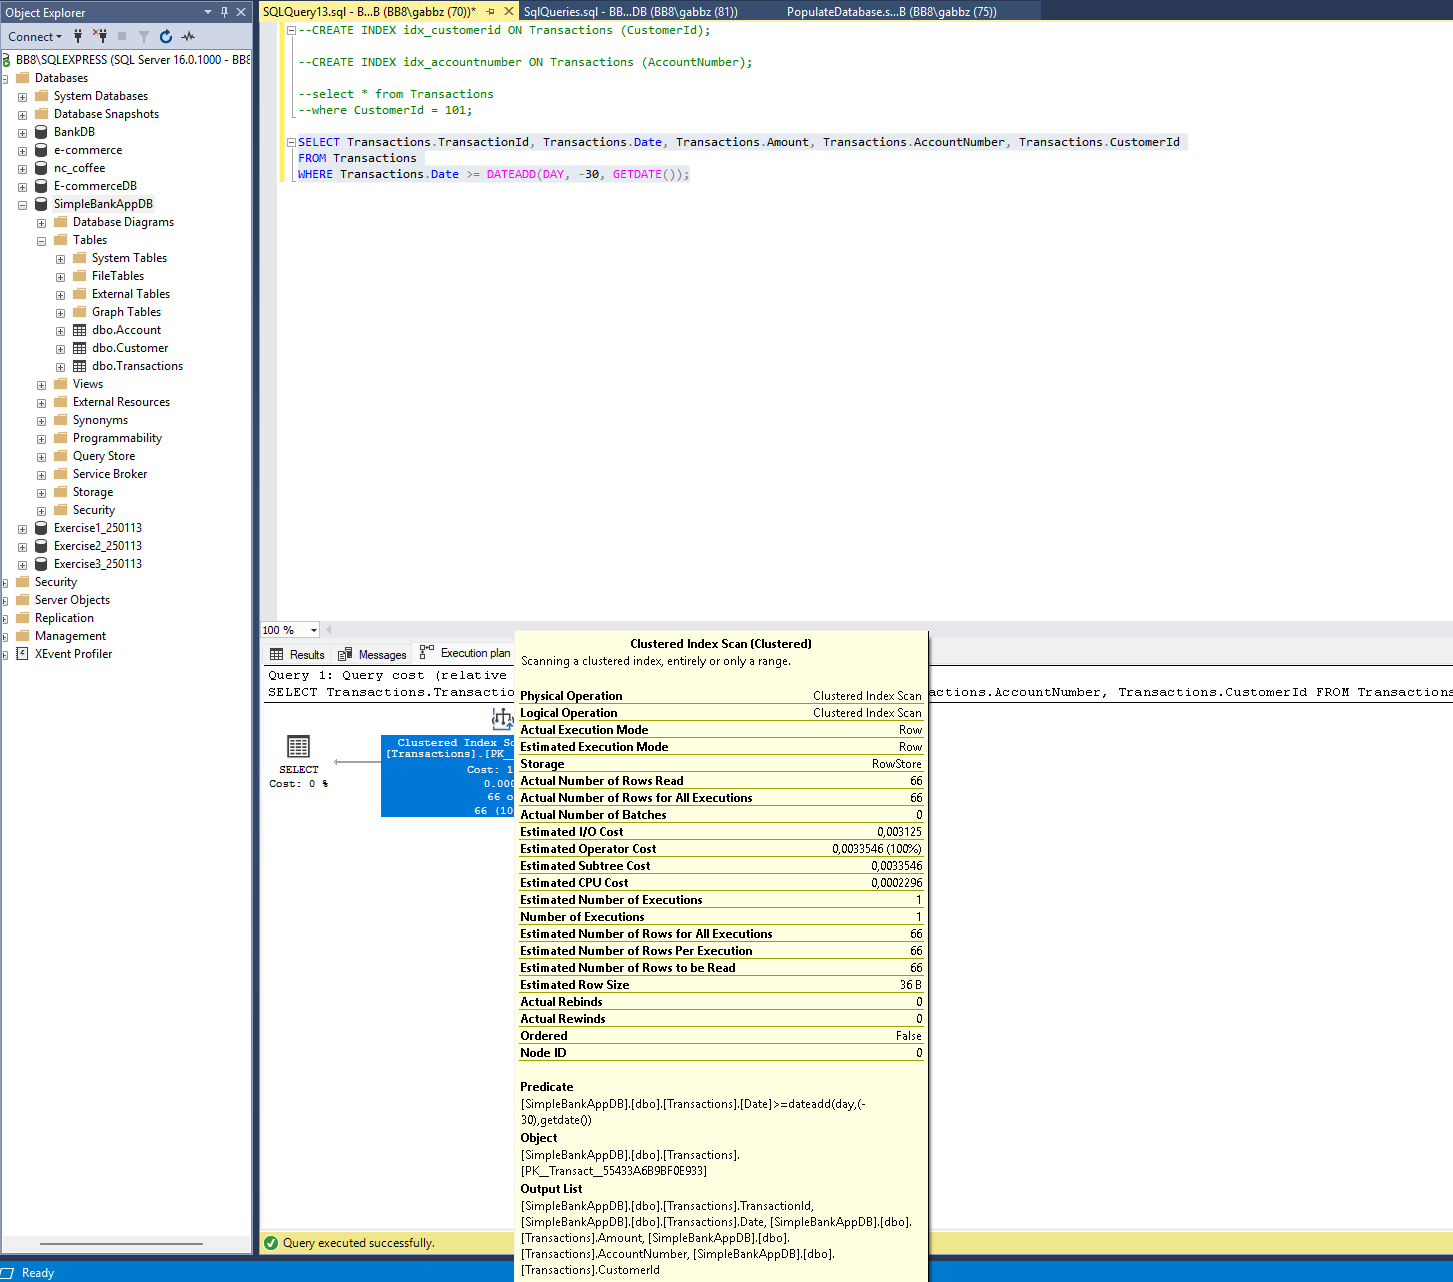 Object Explorer
Connect
BB8\SQLEXPRESS (SQL Server 16.0.1000 - BB8
Databases
System Databases
Database Snapshots
BankDB
e-commerce
nc_coffee
E-commerceDB
SimpleBankAppDB
Database Diagrams
Tables
System Tables
FileTables
External Tables
Graph Tables
dbo.Account
dbo.Customer
dbo.Transactions
Views
External Resources
Synonyms
Programmability
Query Store
Service Broker
Storage
Security
Exercise1_250113
Exercise2_250113
Exercise3_250113
Security
Server Objects
Replication
Management
XEvent Profiler
SQLQuery13.sql - B...B (BB8\gabbz (70))*
SqlQueries.sql - BB...DB (BB8\gabbz (81))
PopulateDatabase.s...B (BB8\gabbz (75))
--CREATE INDEX idx_customerid ON Transactions (CustomerId);
--CREATE INDEX idx_accountnumber ON Transactions (AccountNumber);
--select * from Transactions
--where CustomerId = 101;
SELECT Transactions.TransactionId, Transactions.Date, Transactions.Amount, Transactions.AccountNumber, Transactions.CustomerId
FROM Transactions
WHERE Transactions.Date >= DATEADD(DAY, -30, GETDATE());
100 %
Results
Messages
Execution plan
Query 1: Query cost (relative
SELECT Transactions.Transactio
actions.AccountNumber, Transactions.CustomerId FROM Transactions
SELECT
Cost: 0 %
Clustered Index Sc
[Transactions].[PK_
Cost: 1
0.000
66 o
66 (10
Clustered Index Scan (Clustered)
Scanning a clustered index, entirely or only a range.
Physical Operation Clustered Index Scan
Logical Operation Clustered Index Scan
Actual Execution Mode Row
Estimated Execution Mode Row
Storage RowStore
Actual Number of Rows Read 66
Actual Number of Rows for All Executions 66
Actual Number of Batches 0
Estimated I/O Cost 0,003125
Estimated Operator Cost 0,0033546 (100%)
Estimated Subtree Cost 0,0033546
Estimated CPU Cost 0,0002296
Estimated Number of Executions 1
Number of Executions 1
Estimated Number of Rows for All Executions 66
Estimated Number of Rows Per Execution 66
Estimated Number of Rows to be Read 66
Estimated Row Size 36 B
Actual Rebinds 0
Actual Rewinds 0
Ordered False
Node ID 0
Predicate
[SimpleBankAppDB].[dbo].[Transactions].[Date]>=dateadd(day,(-
30),getdate())
Object
[SimpleBankAppDB].[dbo].[Transactions].
[PK__Transact__55433A6B9BF0E933]
Output List
[SimpleBankAppDB].[dbo].[Transactions].TransactionId,
[SimpleBankAppDB].[dbo].[Transactions].Date, [SimpleBankAppDB].[dbo].
[Transactions].Amount, [SimpleBankAppDB].[dbo].
[Transactions].AccountNumber, [SimpleBankAppDB].[dbo].
[Transactions].CustomerId
Query executed successfully.
Ready